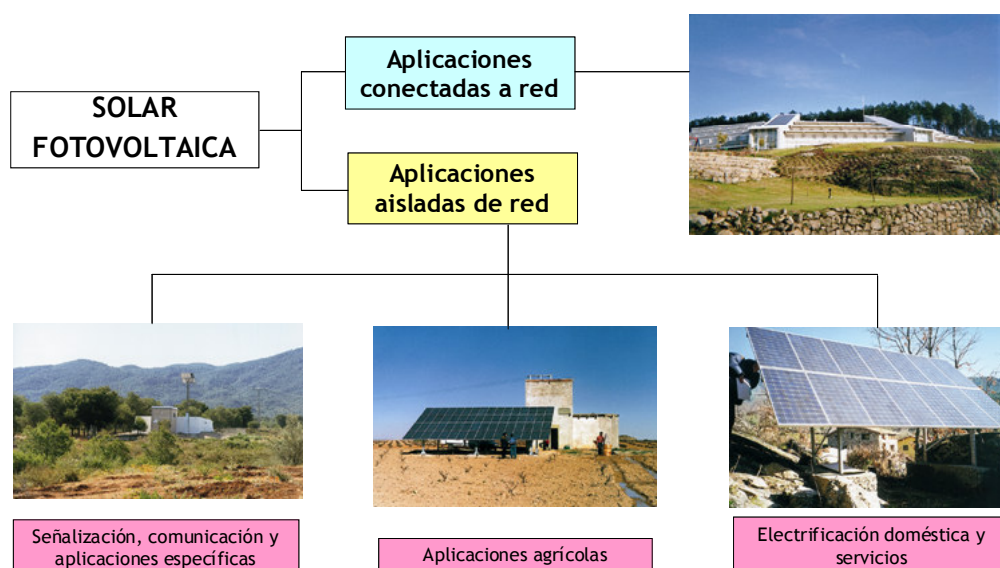 Aplicaciones
conectadas a red
SOLAR
FOTOVOLTAICA
Aplicaciones
aisladas de red
Señalización, comunicación y
aplicaciones específicas
Aplicaciones agrícolas
Electrificación doméstica y
servicios